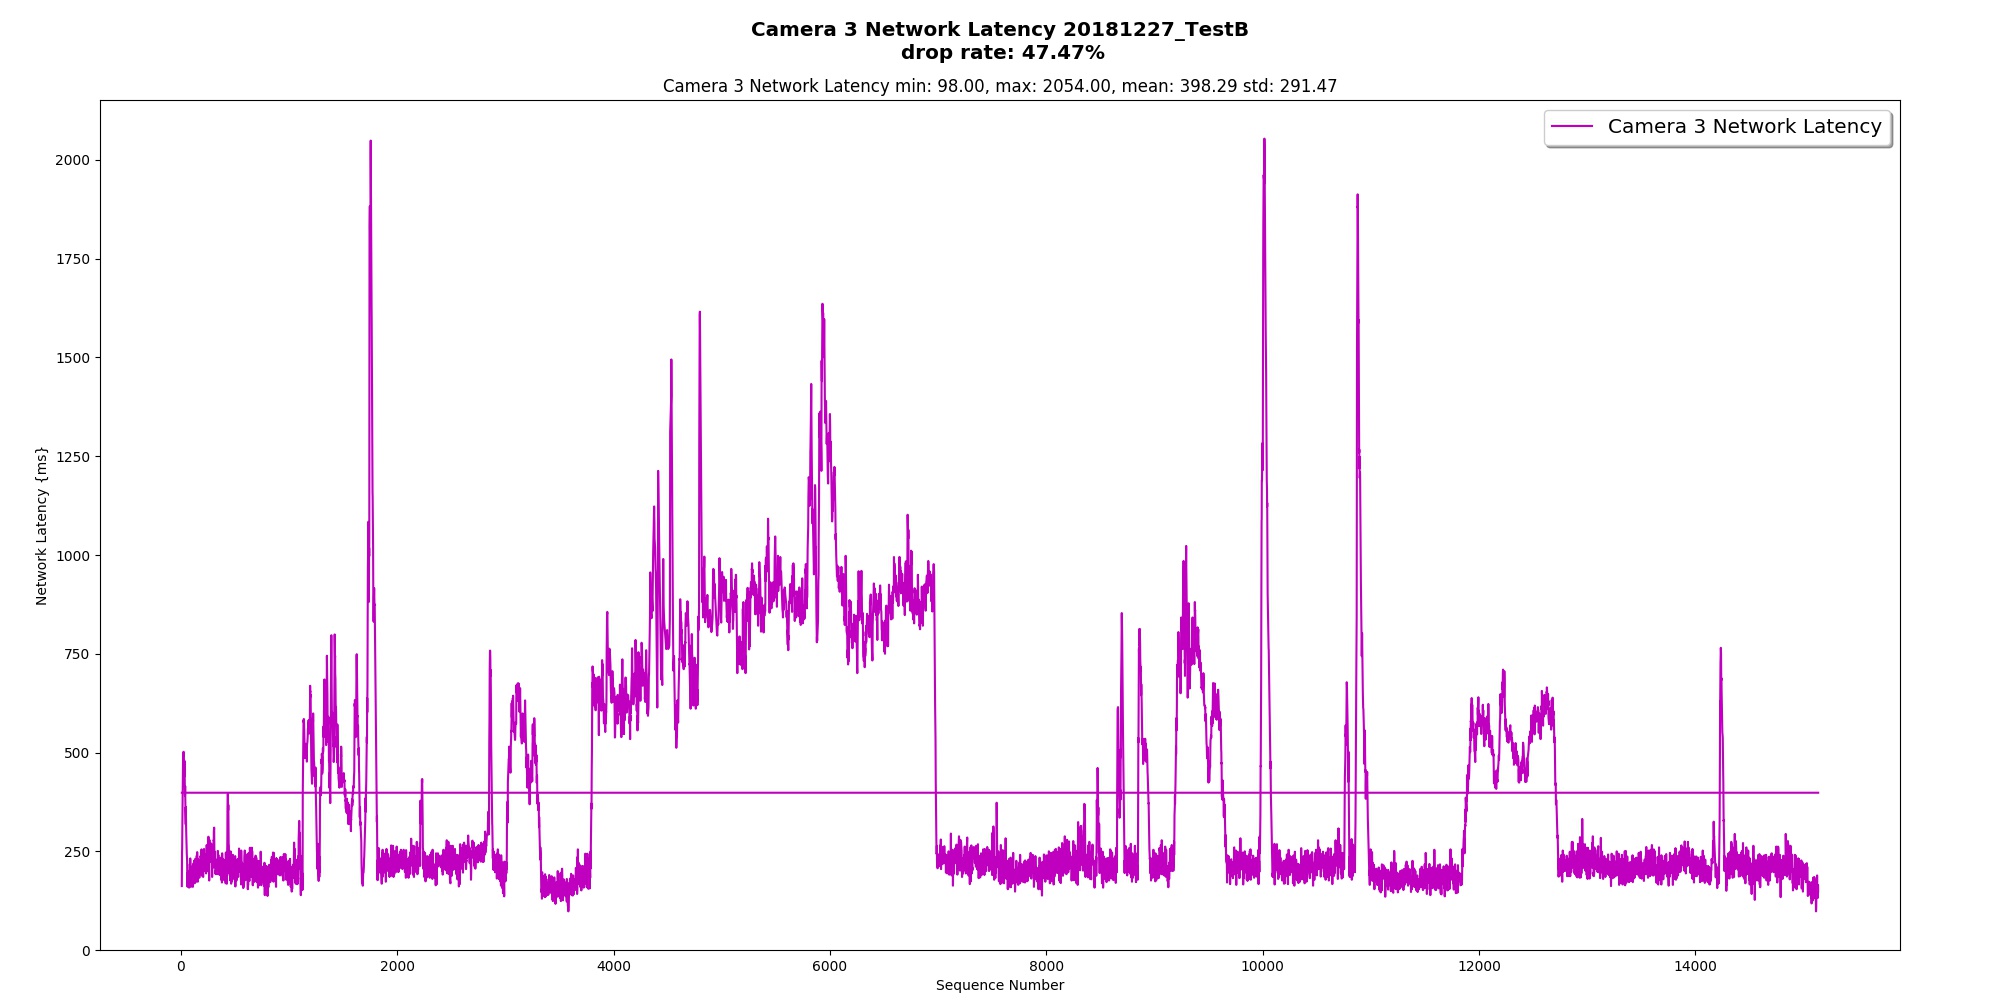 Camera 3 Network Latency 20181227_TestB
drop rate: 47.47%
Camera 3 Network Latency min: 98.00, max: 2054.00, mean: 398.29 std: 291.47
Camera 3 Network Latency
2000
1750
1500
1250
1000
750
500
250
0
Network Latency {ms}
0 2000 4000 6000 8000 10000 12000 14000
Sequence Number